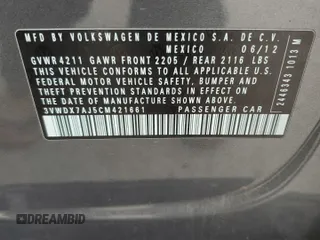 MFD BY VOLKSWAGEN DE MEXICO S.A. DE C.V.
MEXICO 06/12
GVWR 4211 GAWR FRONT 2205 / REAR 2116 LBS
THIS VEHICLE CONFORMS TO ALL APPLICABLE
FEDERAL MOTOR VEHICLE SAFETY, BUMPER AND THEFT
PREVENTION STANDARDS IN EFFECT ON THE DATE
OF MANUFACTURE SHOWN ABOVE
3VWDX7AJ5CM421661 PASSENGER CAR
2446343 1013 M
© DREAMBID